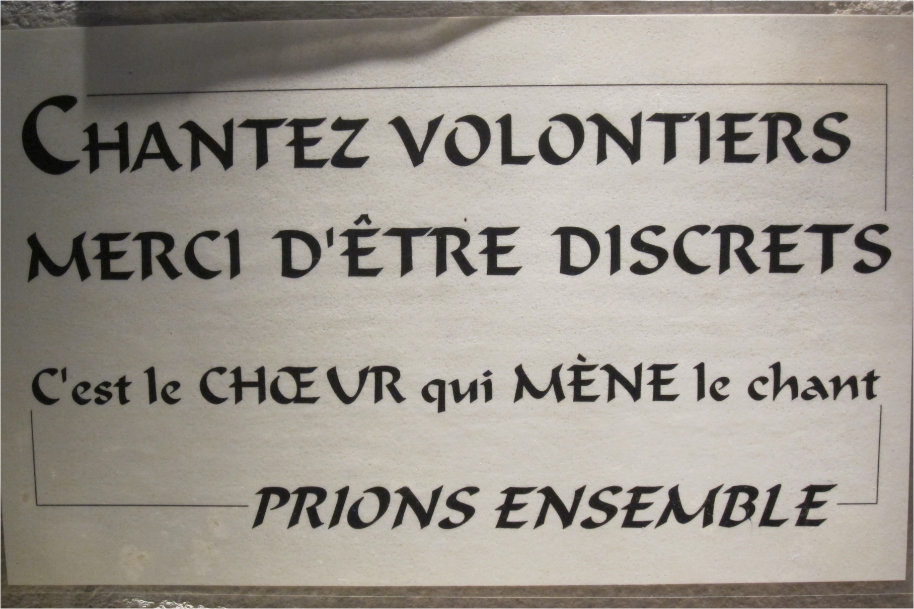 CHANTEZ VOLONTIERS
MERCI D'ÊTRE DISCRETS
C'est le CHŒUR qui MÈNE le chant
PRIONS ENSEMBLE